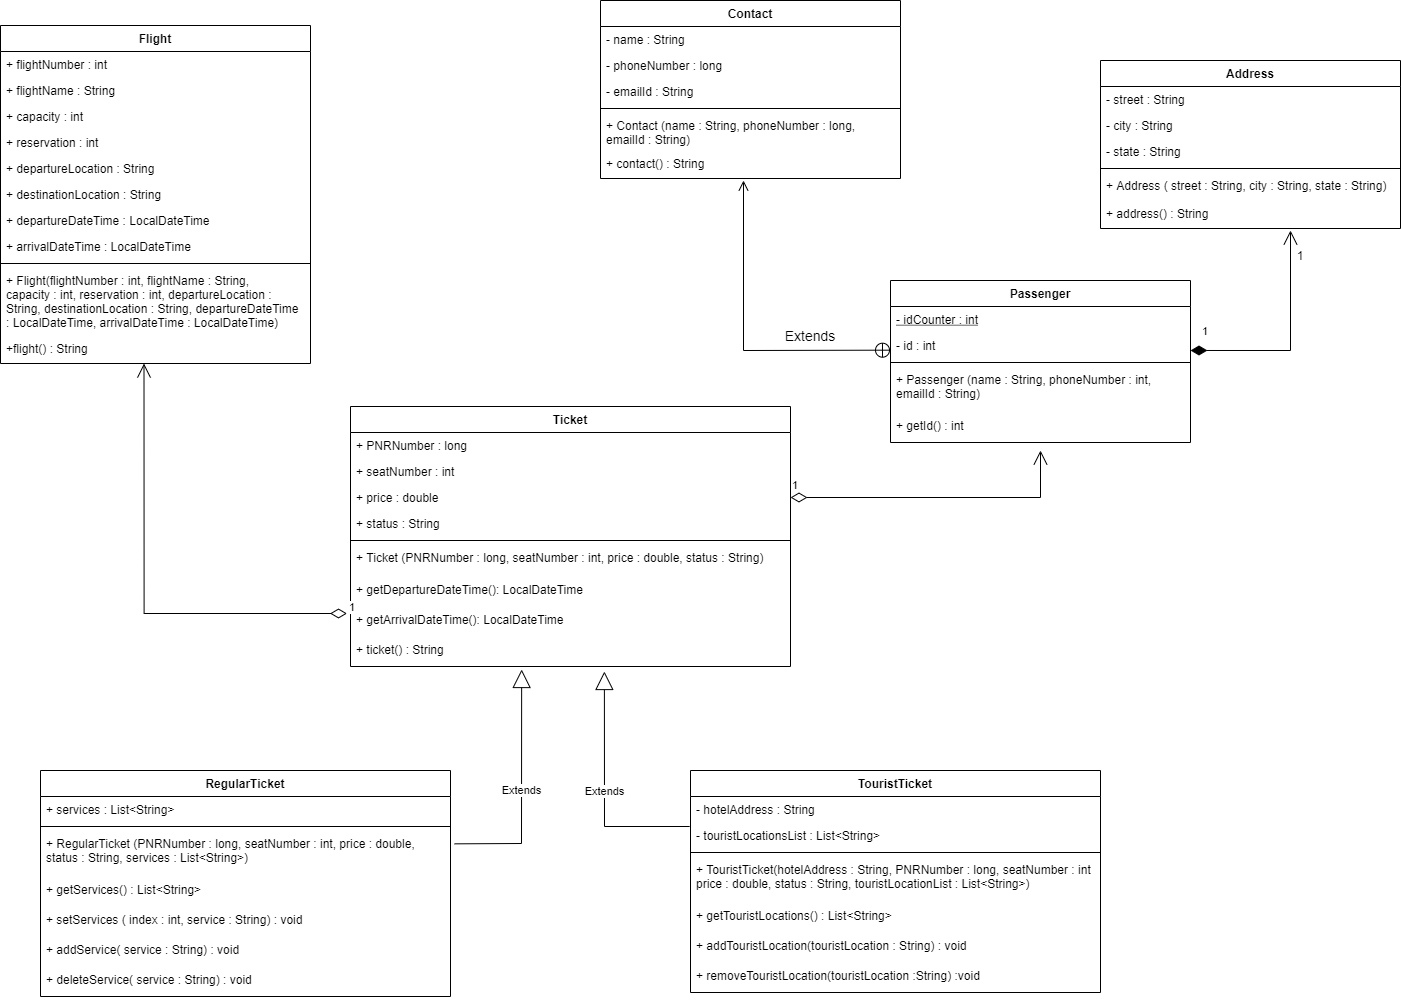 Flight
+ flightNumber : int
+ flightName : String
+ capacity : int
+ reservation : int
+ departureLocation : String
+ destinationLocation : String
+ departureDateTime : LocalDateTime
+ arrivalDateTime : LocalDateTime
+ Flight(flightNumber : int, flightName : String,
capacity : int, reservation : int, departureLocation :
String, destinationLocation : String, departureDateTime
: LocalDateTime, arrivalDateTime : LocalDateTime)
+flight() : String
Contact
- name : String
- phoneNumber : long
- emailId : String
+ Contact (name : String, phoneNumber : long,
emailId : String)
+ contact() : String
Address
- street : String
- city : String
- state : String
+ Address ( street : String, city : String, state : String)
+ address() : String
1
Passenger
- idCounter : int
- id : int
+ Passenger (name : String, phoneNumber : int,
emailId : String)
+ getId() : int
Extends
1
Ticket
+ PNRNumber : long
+ seatNumber : int
+ price : double
+ status : String
+ Ticket (PNRNumber : long, seatNumber : int, price : double, status : String)
+ getDepartureDateTime(): LocalDateTime
+ getArrivalDateTime(): LocalDateTime
+ ticket() : String
1
1
Extends
Extends
RegularTicket
+ services : List<String>
+ RegularTicket (PNRNumber : long, seatNumber : int, price : double,
status : String, services : List<String>)
+ getServices() : List<String>
+ setServices ( index : int, service : String) : void
+ addService( service : String) : void
+ deleteService( service : String) : void
TouristTicket
- hotelAddress : String
- touristLocationsList : List<String>
+ TouristTicket(hotelAddress : String, PNRNumber : long, seatNumber : int
price : double, status : String, touristLocationList : List<String>)
+ getTouristLocations() : List<String>
+ addTouristLocation(touristLocation : String) : void
+ removeTouristLocation(touristLocation :String) :void